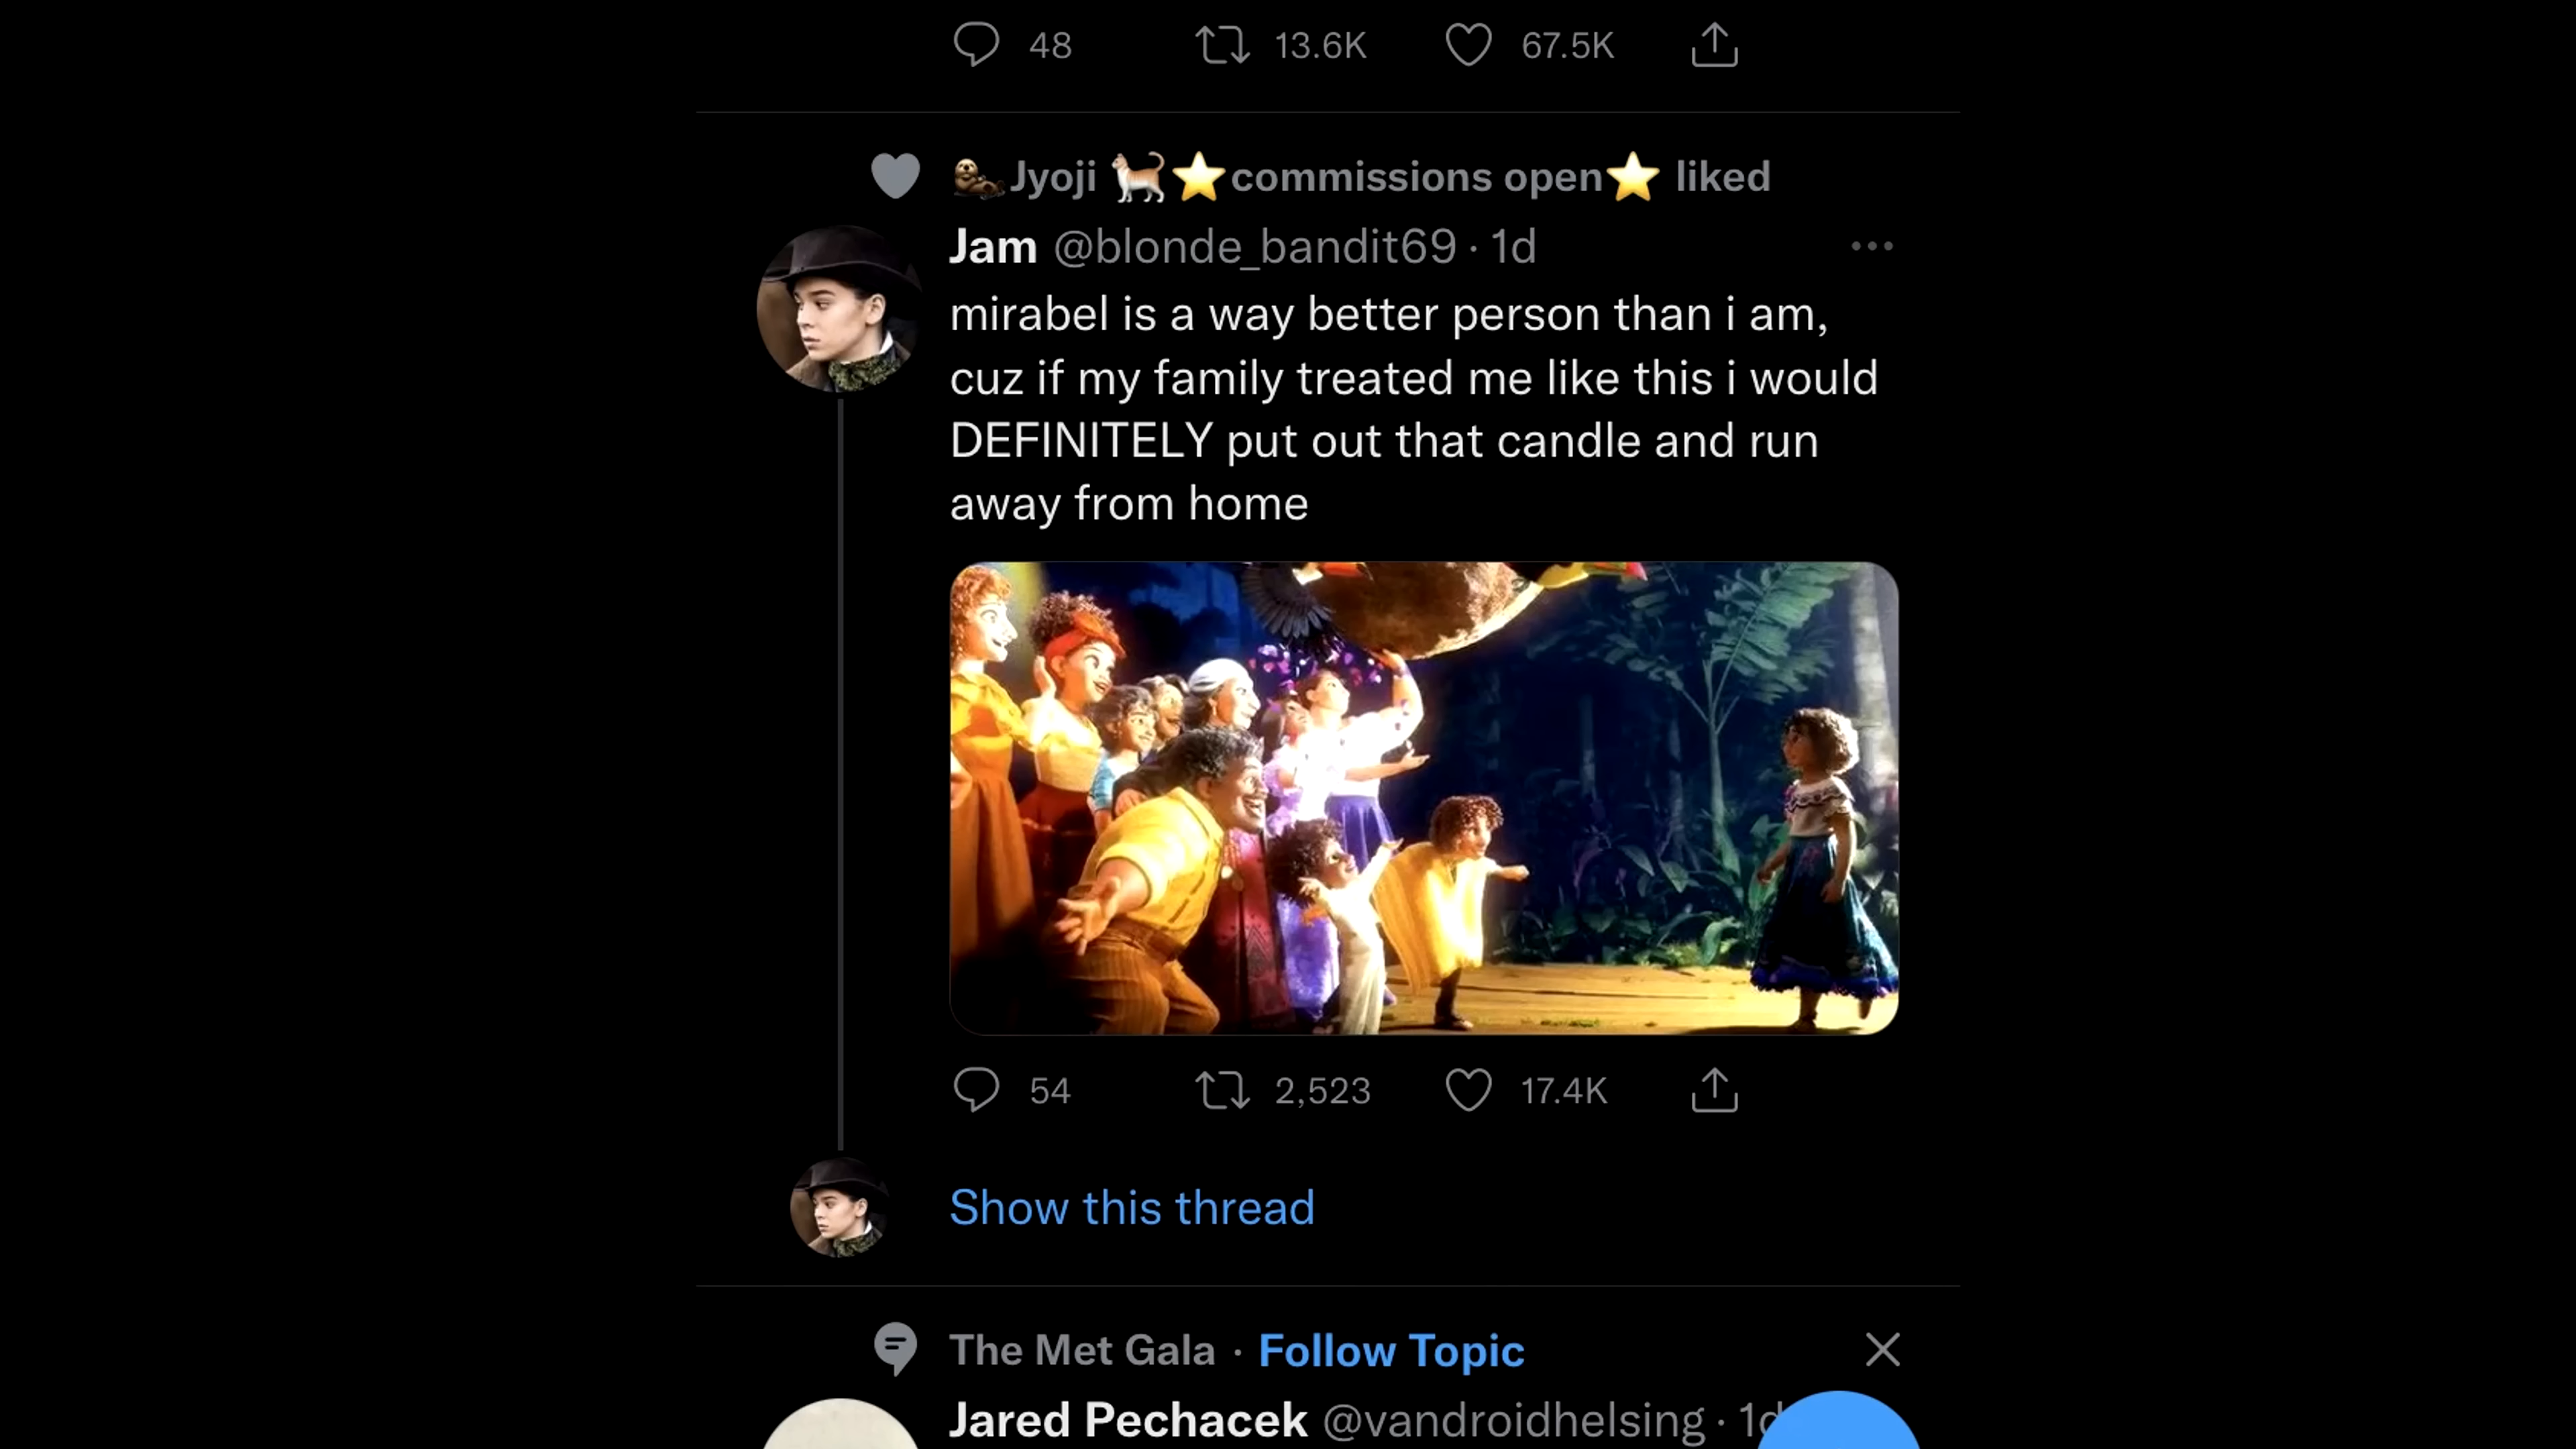 48 13.6K 67.5K
🦦Jyoji 🐈⭐commissions open⭐ liked
Jam @blonde_bandit69 · 1d
mirabel is a way better person than i am,
cuz if my family treated me like this i would
DEFINITELY put out that candle and run
away from home
54 2,523 17.4K
Show this thread
The Met Gala · Follow Topic
Jared Pechacek @vandroidhelsing · 1d